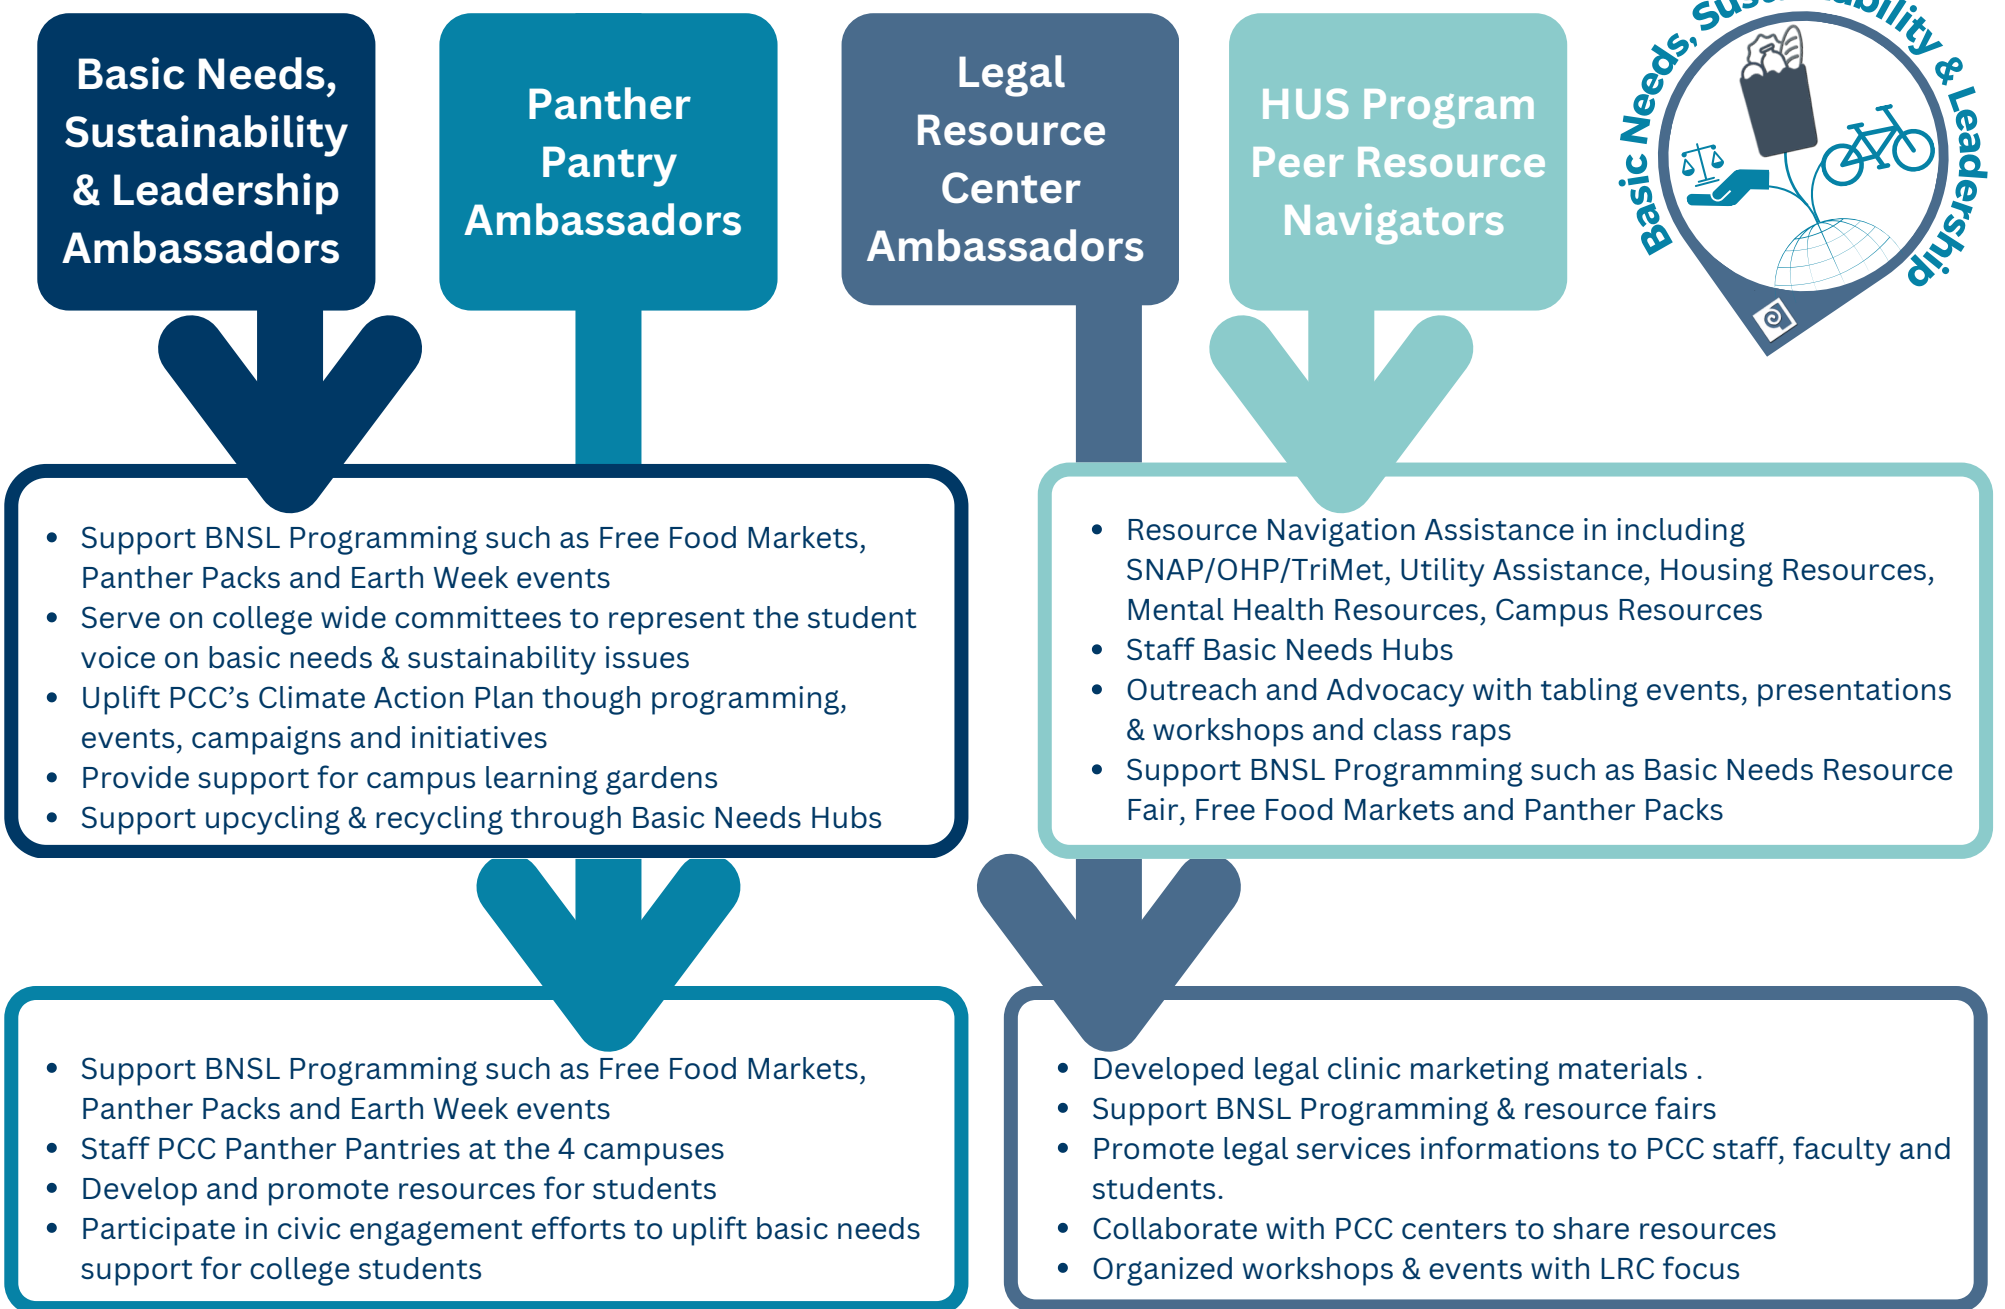 Basic Needs,
Sustainability
& Leadership
Ambassadors
Panther
Pantry
Ambassadors
Legal
Resource
Center
Ambassadors
HUS Program
Peer Resource
Navigators
Basic Needs, Sustainability & Leadership
• Support BNSL Programming such as Free Food Markets,
Panther Packs and Earth Week events
• Serve on college wide committees to represent the student
voice on basic needs & sustainability issues
• Uplift PCC’s Climate Action Plan though programming,
events, campaigns and initiatives
• Provide support for campus learning gardens
• Support upcycling & recycling through Basic Needs Hubs
• Resource Navigation Assistance in including
SNAP/OHP/TriMet, Utility Assistance, Housing Resources,
Mental Health Resources, Campus Resources
• Staff Basic Needs Hubs
• Outreach and Advocacy with tabling events, presentations
& workshops and class raps
• Support BNSL Programming such as Basic Needs Resource
Fair, Free Food Markets and Panther Packs
• Support BNSL Programming such as Free Food Markets,
Panther Packs and Earth Week events
• Staff PCC Panther Pantries at the 4 campuses
• Develop and promote resources for students
• Participate in civic engagement efforts to uplift basic needs
support for college students
• Developed legal clinic marketing materials .
• Support BNSL Programming & resource fairs
• Promote legal services informations to PCC staff, faculty and
students.
• Collaborate with PCC centers to share resources
• Organized workshops & events with LRC focus